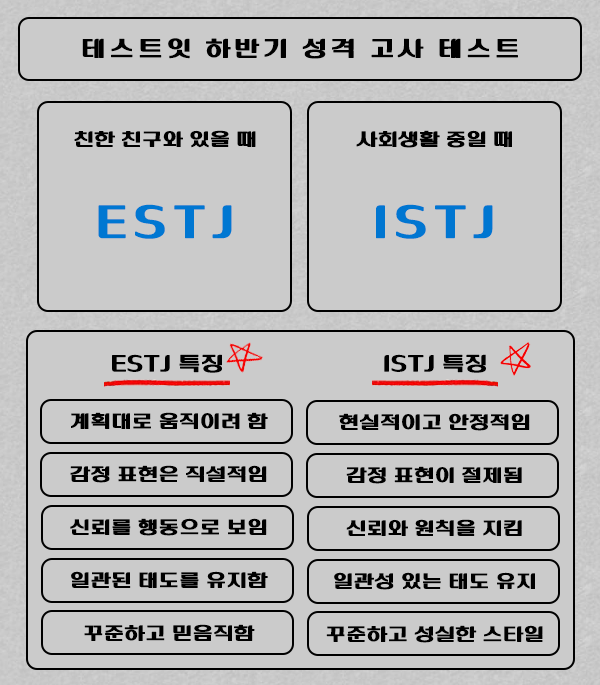 테스트잇 하반기 성격 고사 테스트
친한 친구와 있을 때
ESTJ
사회생활 중일 때
ISTJ
ESTJ 특징
계획대로 움직이려 함
감정 표현은 직설적임
신뢰를 행동으로 보임
일관된 태도를 유지함
꾸준하고 믿음직함
ISTJ 특징
현실적이고 안정적임
감정 표현이 절제됨
신뢰와 원칙을 지킴
일관성 있는 태도 유지
꾸준하고 성실한 스타일